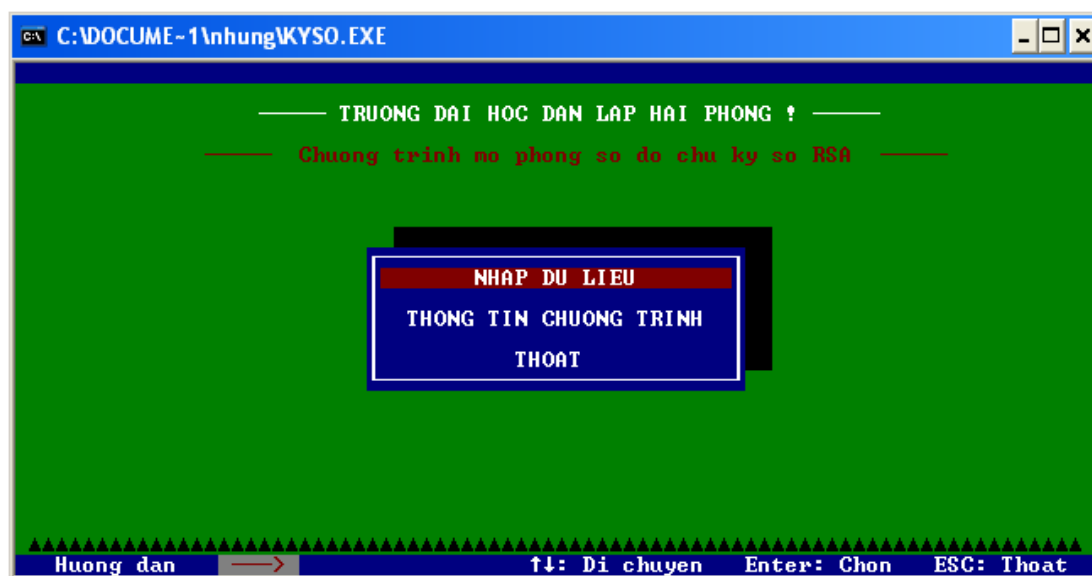 C:\DOCUME~1\nhung\KYSO.EXE
TRUONG DAI HOC DAN LAP HAI PHONG !
Chuong trinh mo phong so do chu ky so RSA
NHAP DU LIEU
THONG TIN CHUONG TRINH
THOAT
Huong dan ──> ↑↓: Di chuyen Enter: Chon ESC: Thoat